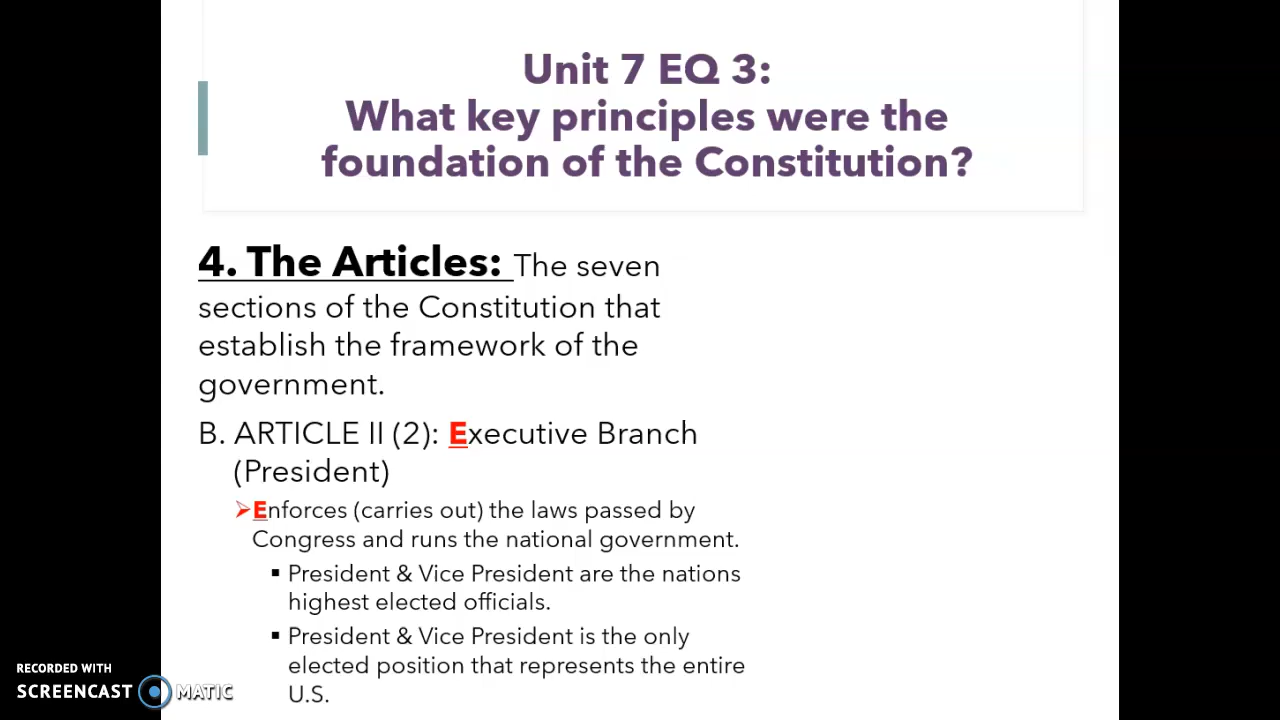 Unit 7 EQ 3:
What key principles were the
foundation of the Constitution?
4. The Articles: The seven
sections of the Constitution that
establish the framework of the
government.
B. ARTICLE II (2): Executive Branch
(President)
➢Enforces (carries out) the laws passed by
Congress and runs the national government.
▪ President & Vice President are the nations
highest elected officials.
▪ President & Vice President is the only
elected position that represents the entire
U.S.
RECORDED WITH
SCREENCAST MATIC